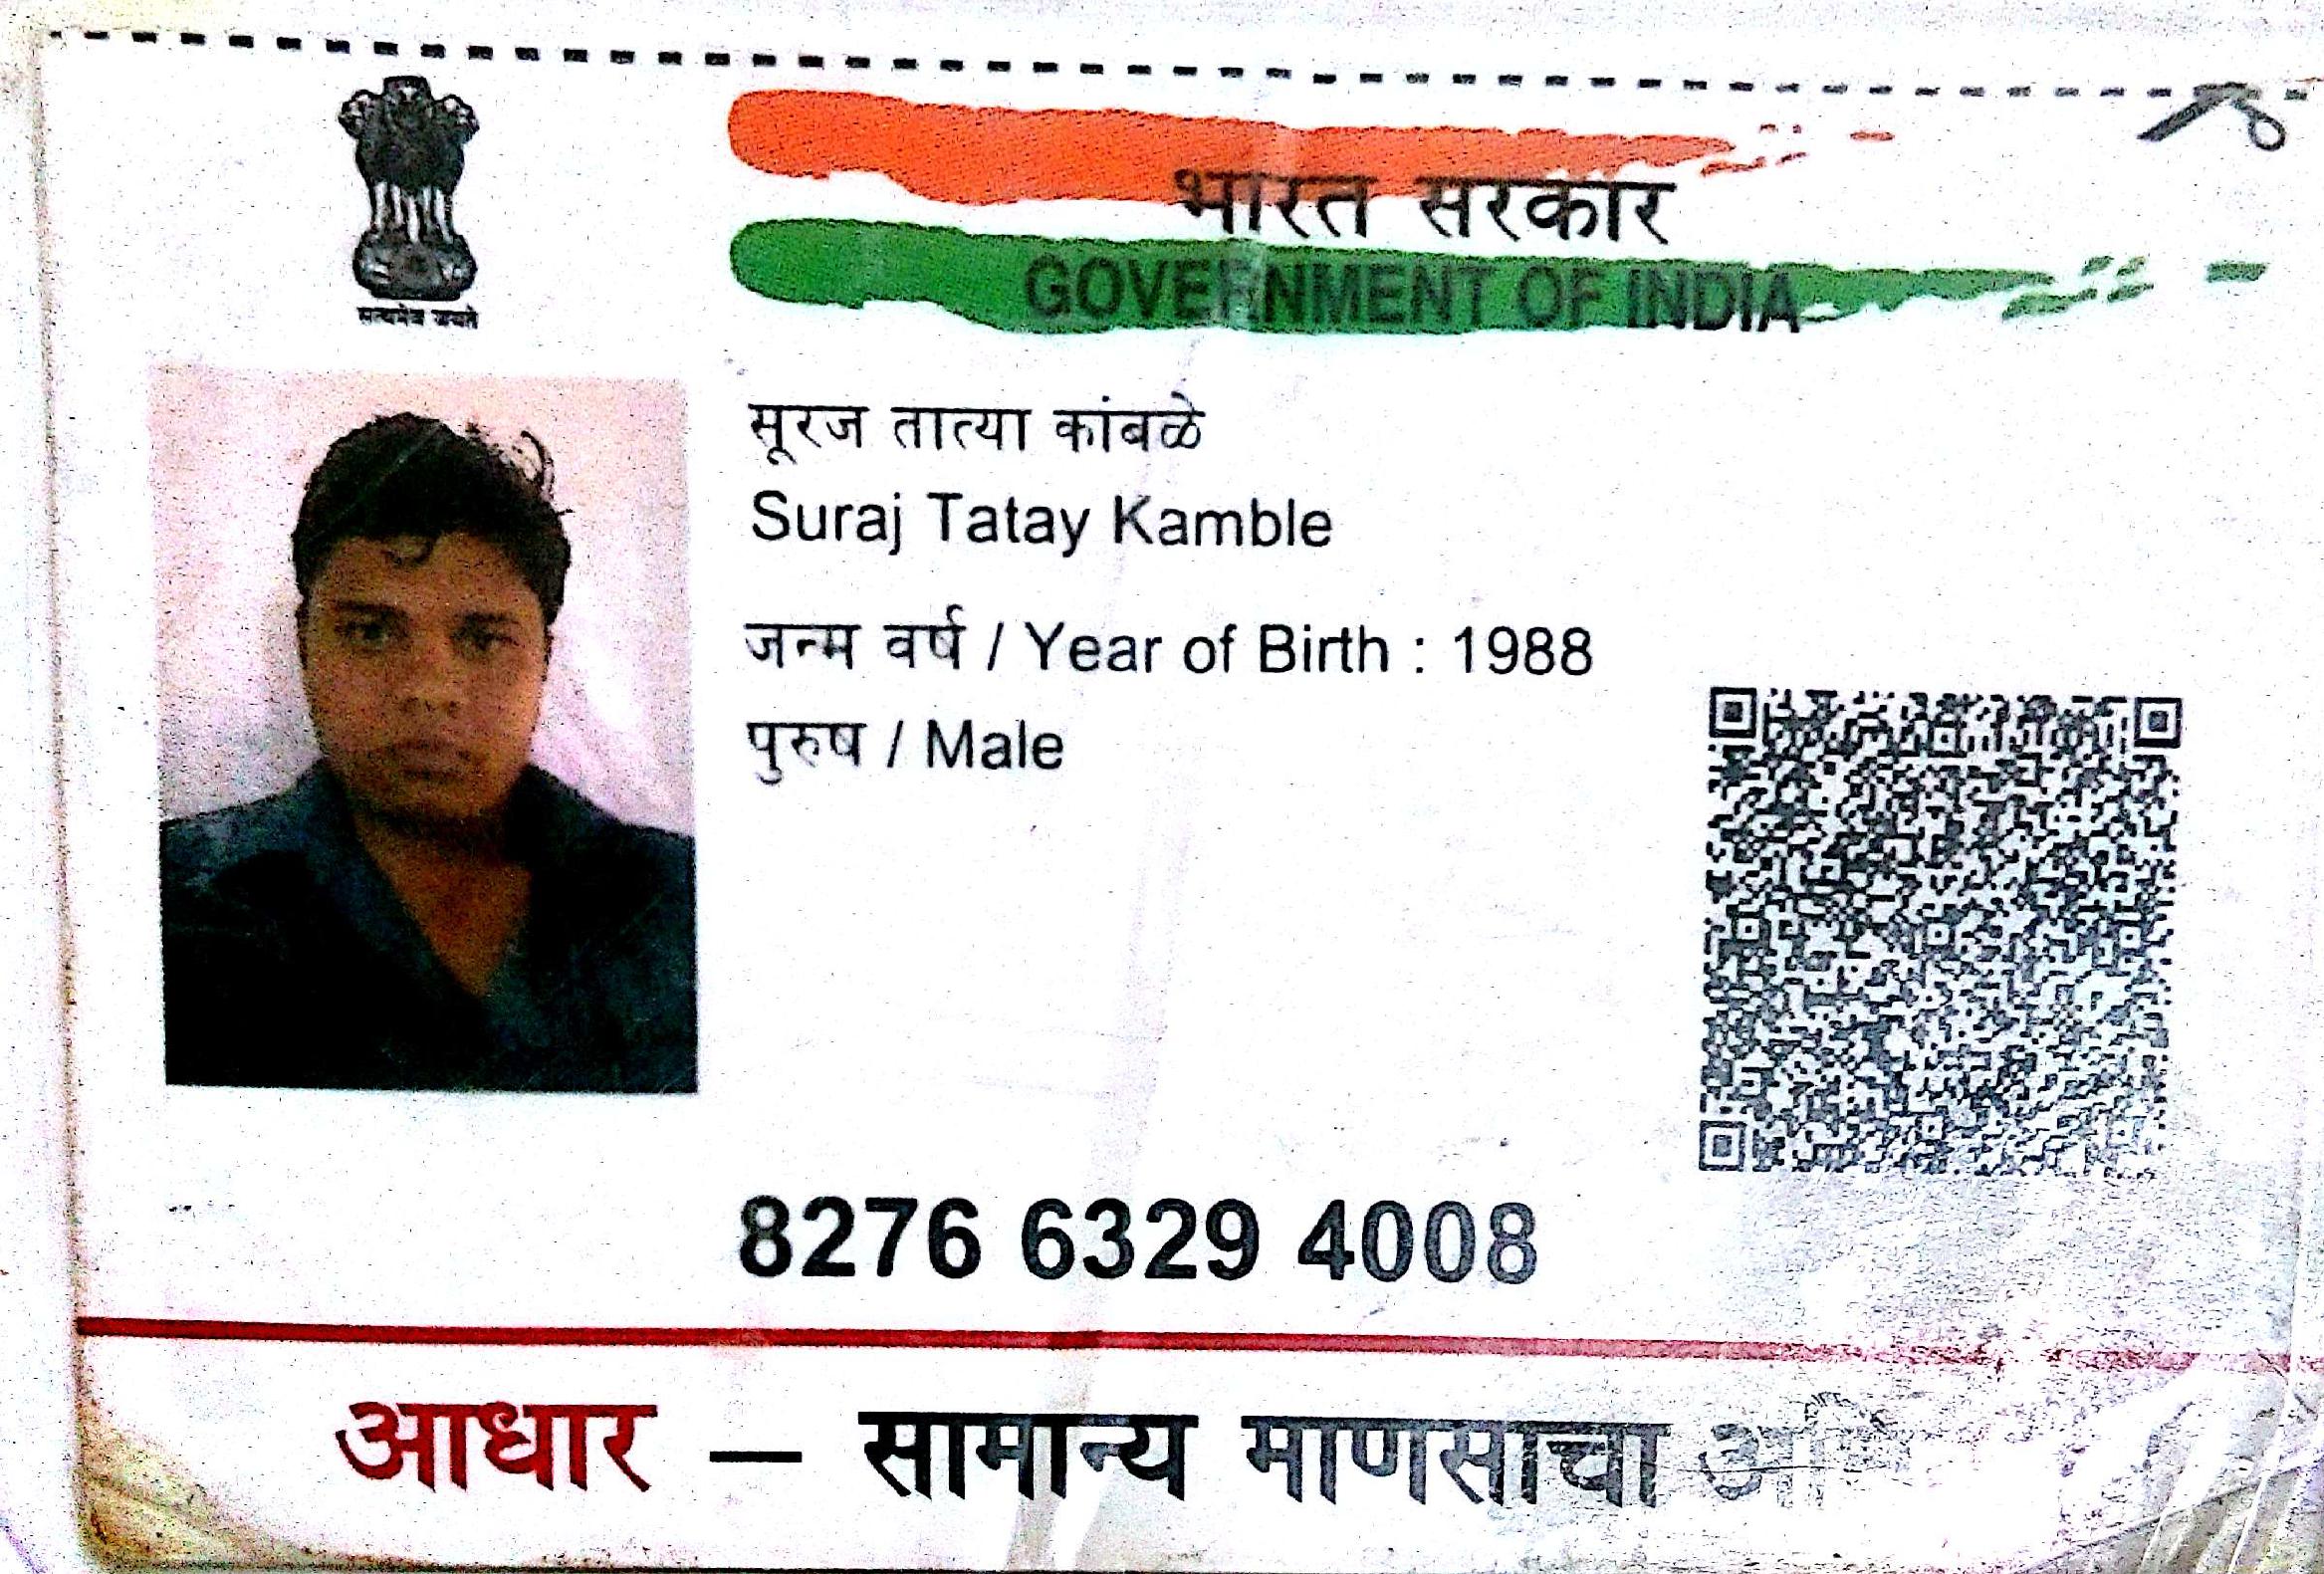 सत्यमेव जयते
भारत सरकार
GOVERNMENT OF INDIA
सूरज तात्या कांबळे
Suraj Tatay Kamble
जन्म वर्ष / Year of Birth : 1988
पुरुष / Male
8276 6329 4008
आधार — सामान्य माणसाचा